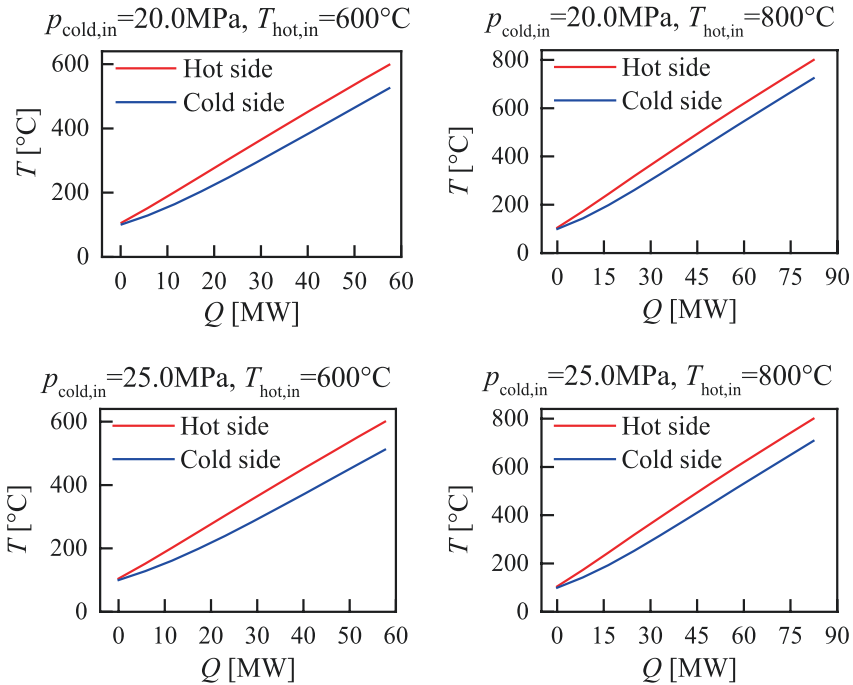 p_cold,in=20.0MPa, T_hot,in=600°C
600
400
200
0
T [°C]
Hot side
Cold side
0 10 20 30 40 50 60
Q [MW]
p_cold,in=20.0MPa, T_hot,in=800°C
800
600
400
200
0
T [°C]
Hot side
Cold side
0 15 30 45 60 75 90
Q [MW]
p_cold,in=25.0MPa, T_hot,in=600°C
600
400
200
0
T [°C]
Hot side
Cold side
0 10 20 30 40 50 60
Q [MW]
p_cold,in=25.0MPa, T_hot,in=800°C
800
600
400
200
0
T [°C]
Hot side
Cold side
0 15 30 45 60 75 90
Q [MW]